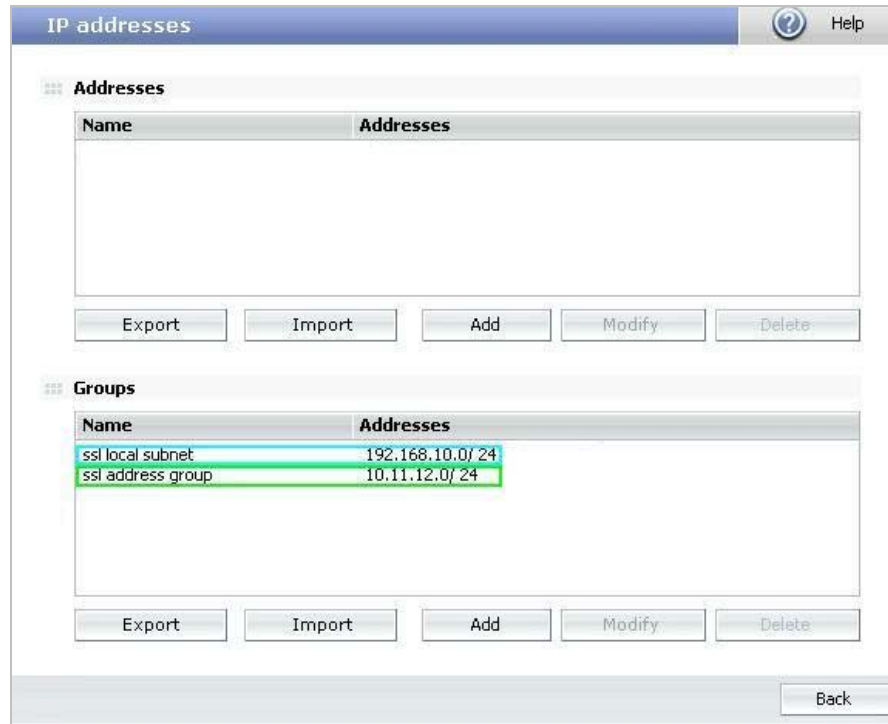 IP addresses
Help
Addresses
Name Addresses
Export Import Add Modify Delete
Groups
Name Addresses
ssl local subnet 192.168.10.0/ 24
ssl address group 10.11.12.0/ 24
Export Import Add Modify Delete
Back